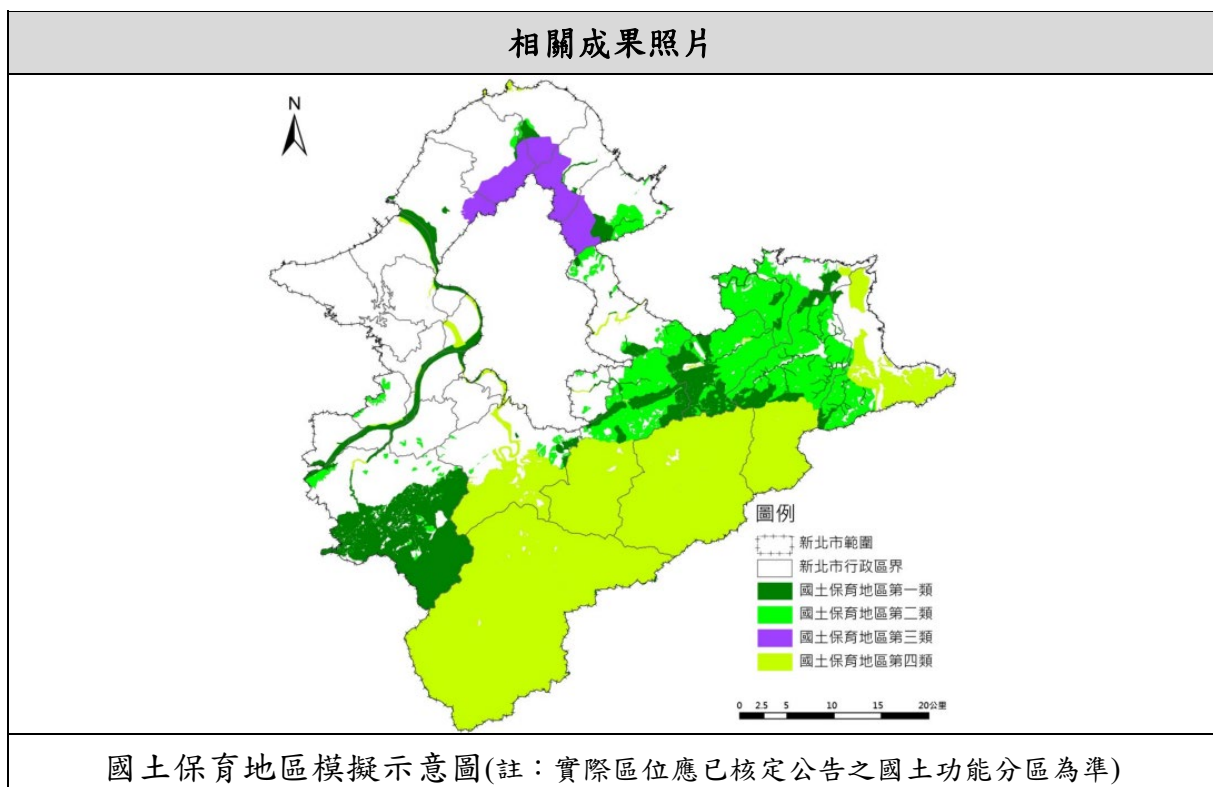 相關成果照片
N
圖例
新北市範圍
新北市行政區界
國土保育地區第一類
國土保育地區第二類
國土保育地區第三類
國土保育地區第四類
0 2.5 5 10 15 20公里
國土保育地區模擬示意圖(註：實際區位應已核定公告之國土功能分區為準)